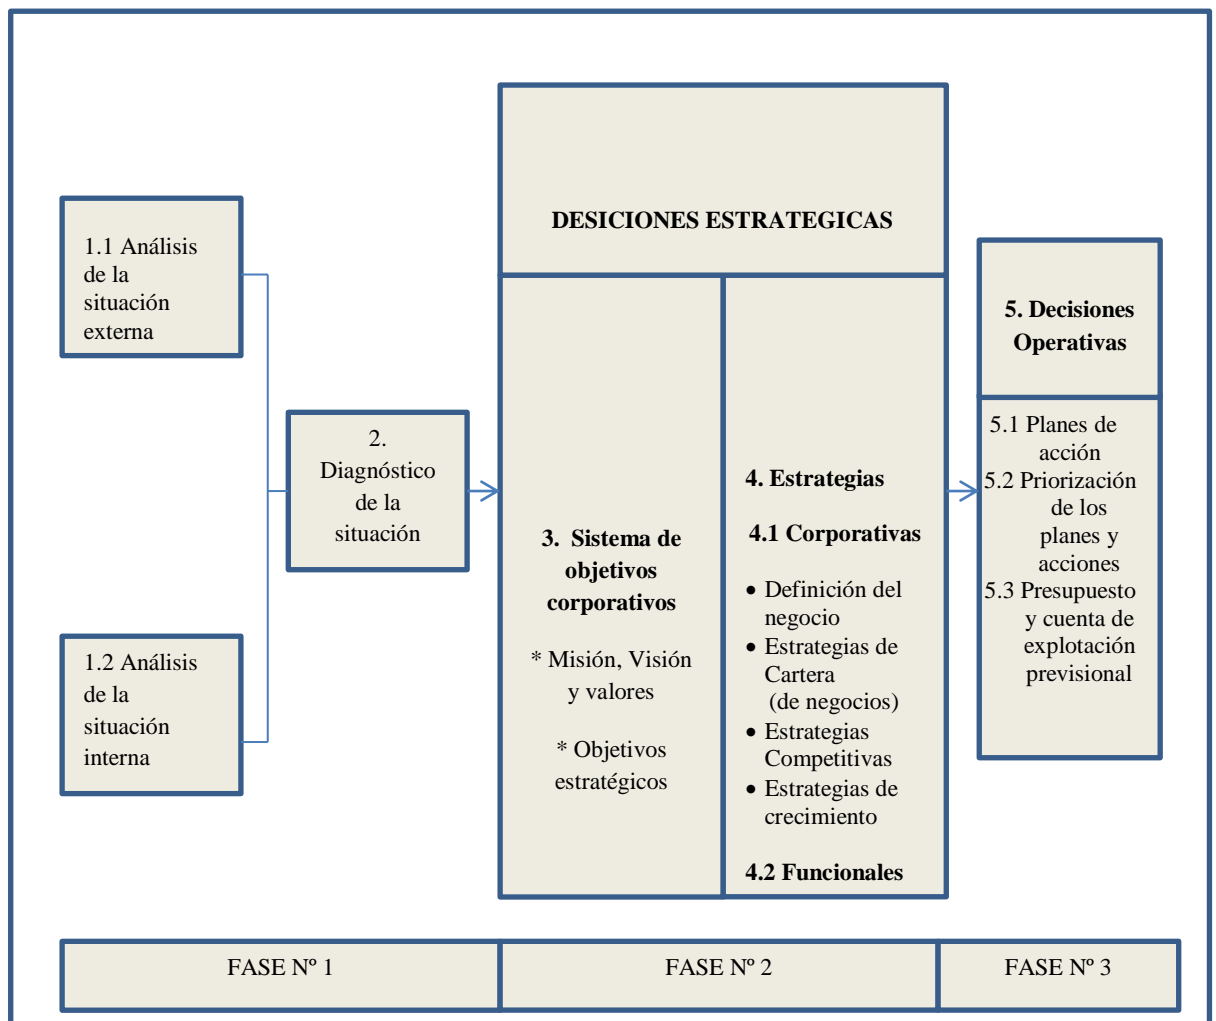 1.1 Análisis
de la
situación
externa
1.2 Análisis
de la
situación
interna
2.
Diagnóstico
de la
situación
DESICIONES ESTRATEGICAS
3. Sistema de
objetivos
corporativos
* Misión, Visión
y valores
* Objetivos
estratégicos
4. Estrategias
4.1 Corporativas
• Definición del
negocio
• Estrategias de
Cartera
(de negocios)
• Estrategias
Competitivas
• Estrategias de
crecimiento
4.2 Funcionales
5. Decisiones
Operativas
5.1 Planes de
acción
5.2 Priorización
de los
planes y
acciones
5.3 Presupuesto
y cuenta de
explotación
previsional
FASE Nº 1
FASE Nº 2
FASE Nº 3